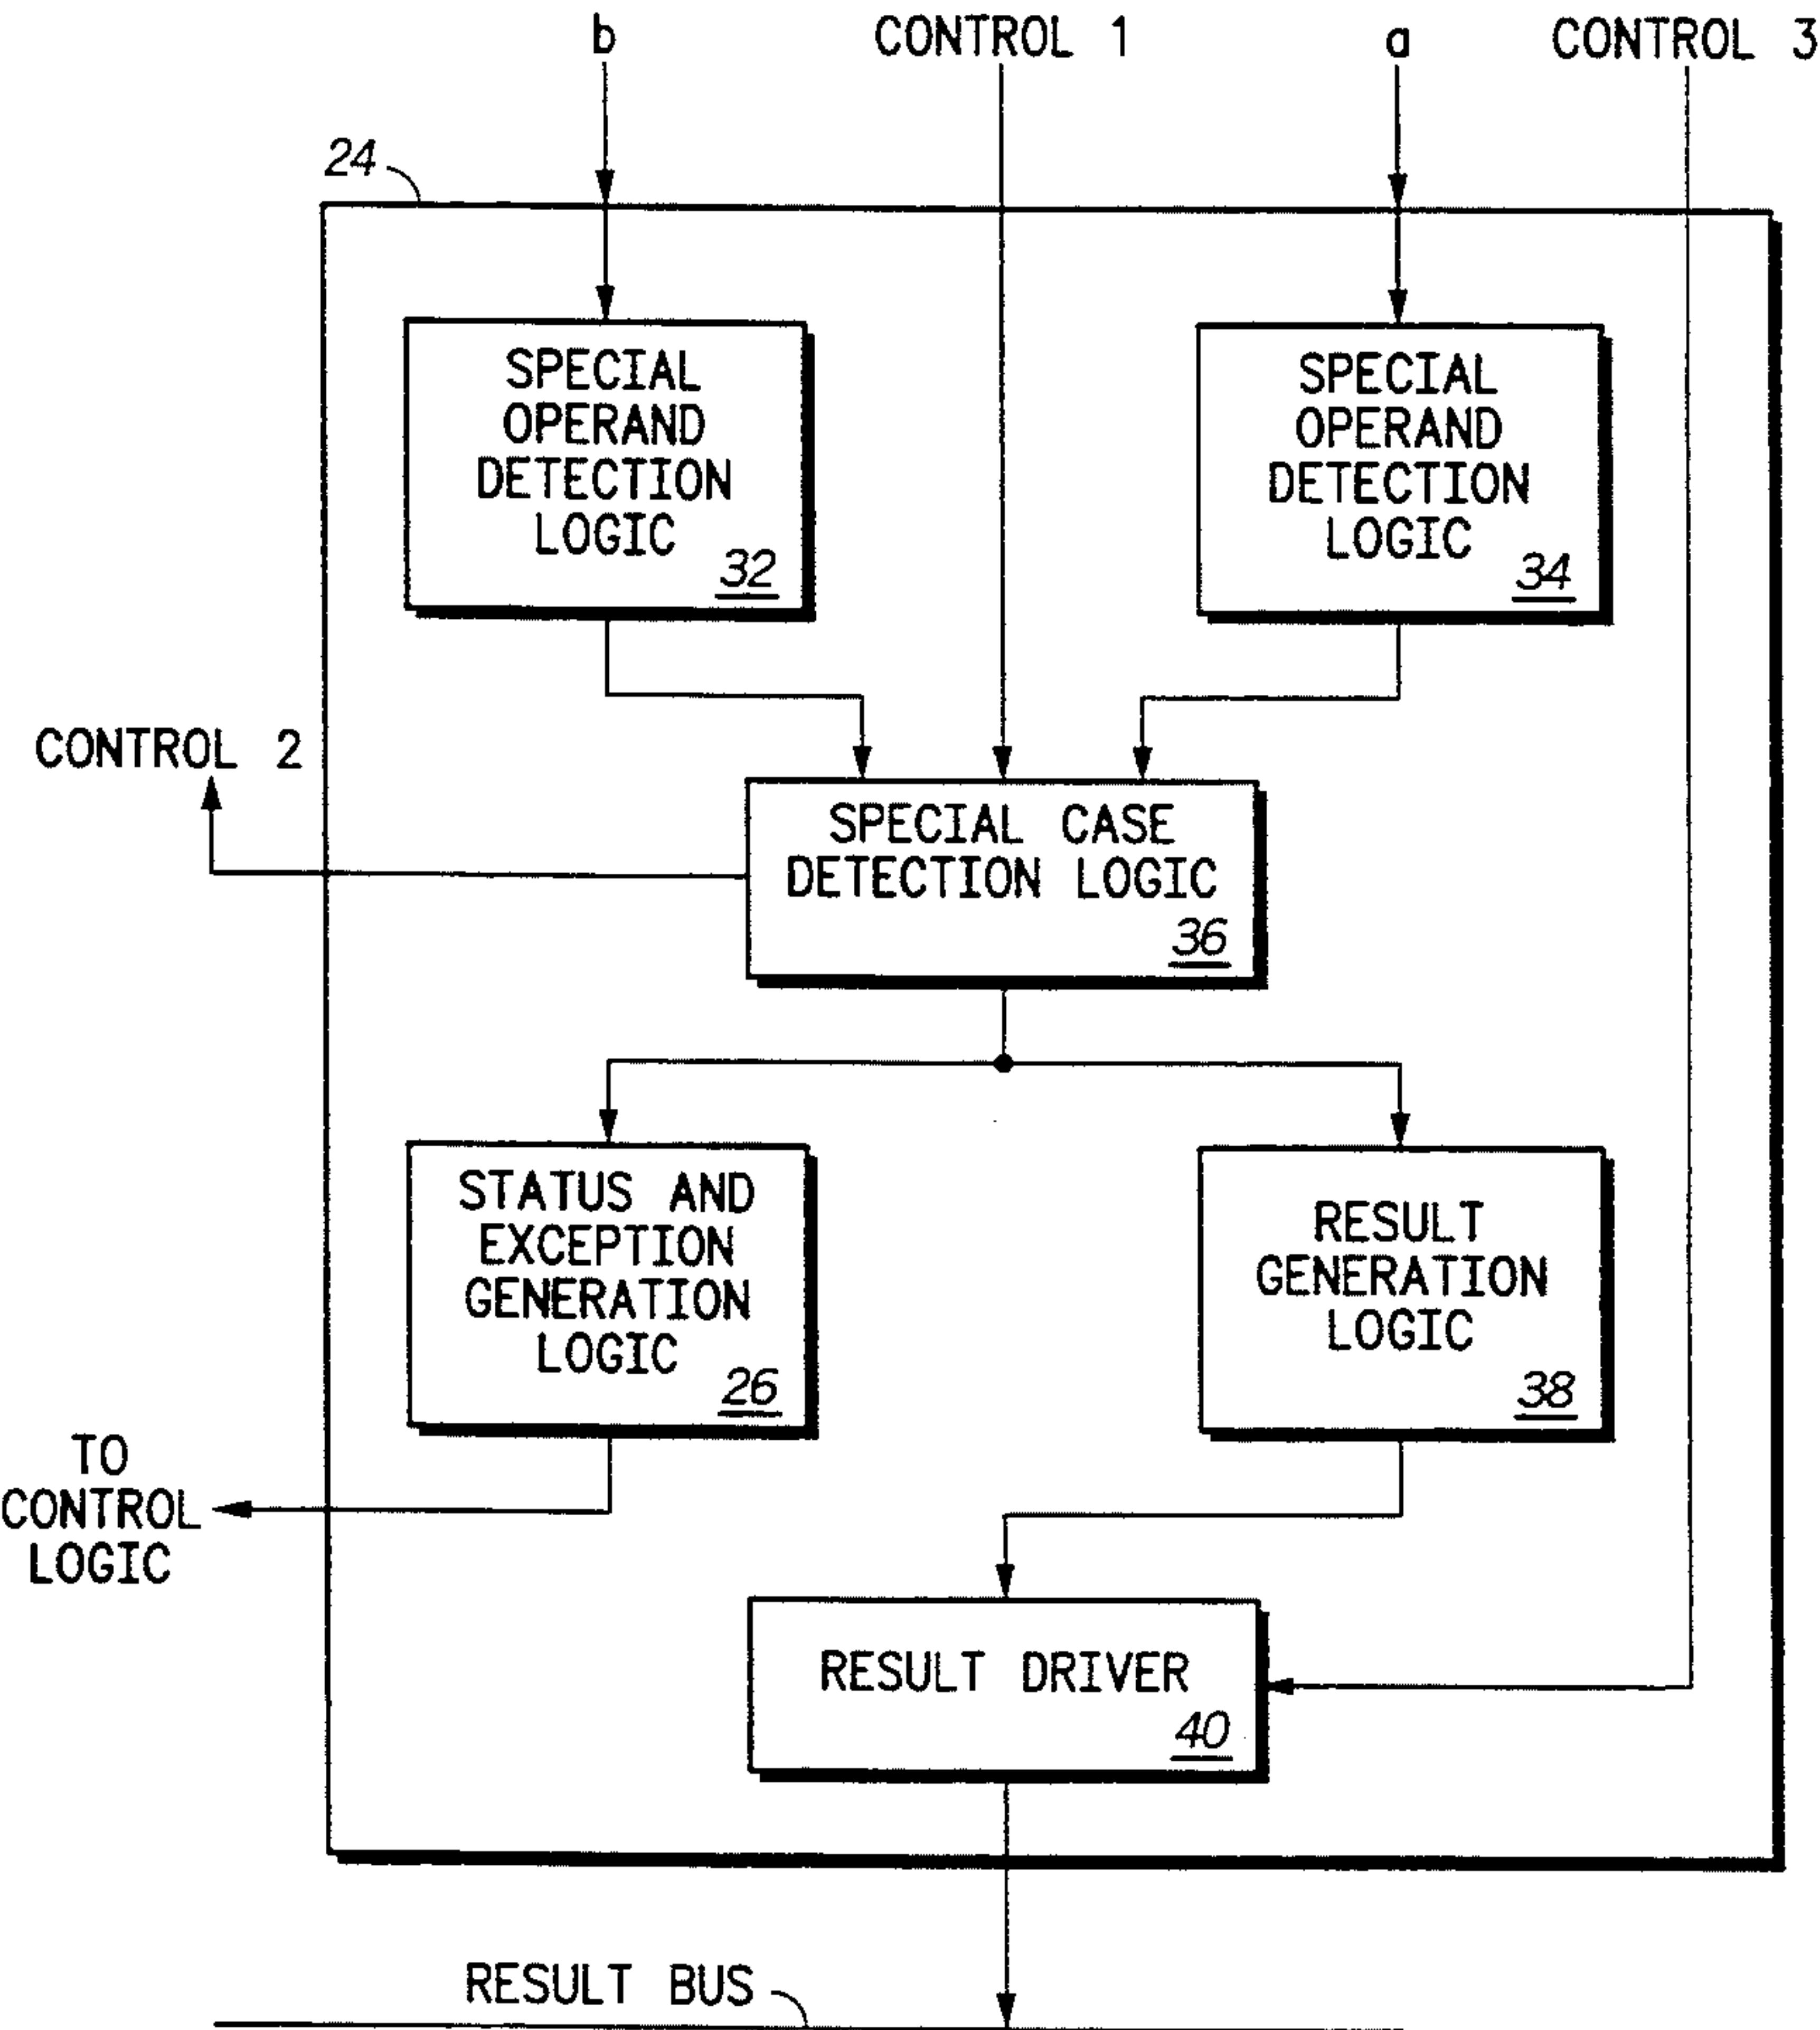 b
CONTROL 1
a
CONTROL 3
24
SPECIAL
OPERAND
DETECTION
LOGIC
32
SPECIAL
OPERAND
DETECTION
LOGIC
34
CONTROL 2
SPECIAL CASE
DETECTION LOGIC
36
STATUS AND
EXCEPTION
GENERATION
LOGIC
26
RESULT
GENERATION
LOGIC
38
TO
CONTROL
LOGIC
RESULT DRIVER
40
RESULT BUS